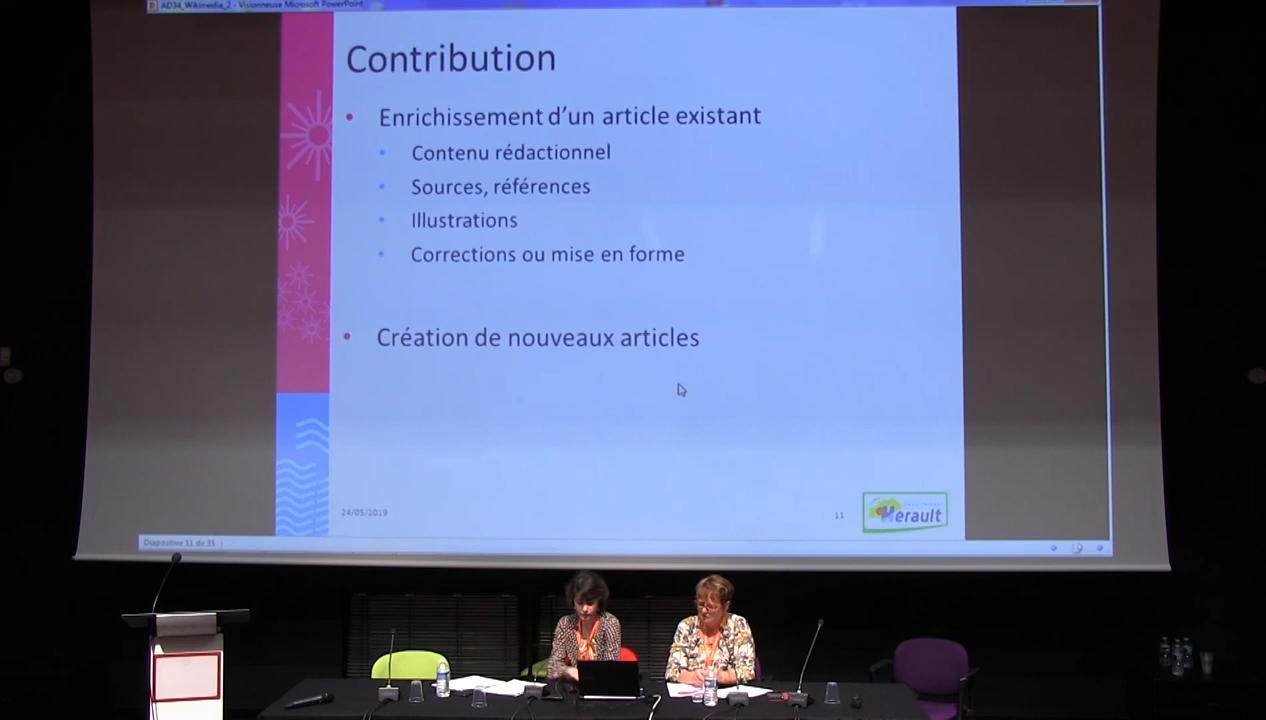 AD34_Wikimedia_2 - Visionneuse Microsoft PowerPoint
Contribution
• Enrichissement d'un article existant
• Contenu rédactionnel
• Sources, références
• Illustrations
• Corrections ou mise en forme
• Création de nouveaux articles
24/05/2019
11
Herault
Diapositive 11 de 35